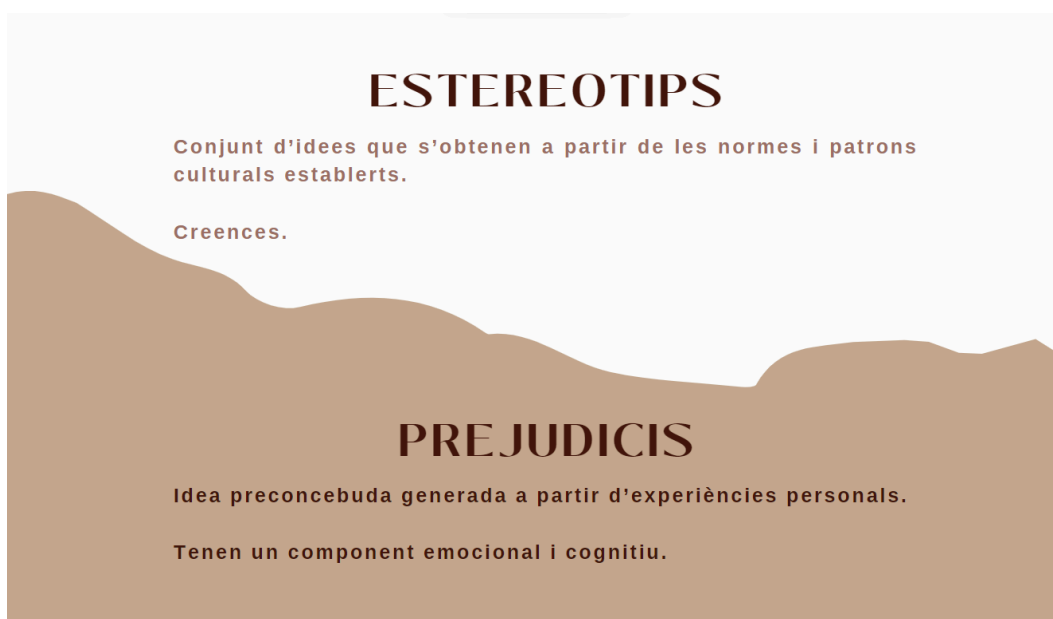 ESTEREOTIPS
Conjunt d’idees que s’obtenen a partir de les normes i patrons
culturals establerts.
Creences.
PREJUDICIS
Idea preconcebuda generada a partir d’experiències personals.
Tenen un component emocional i cognitiu.